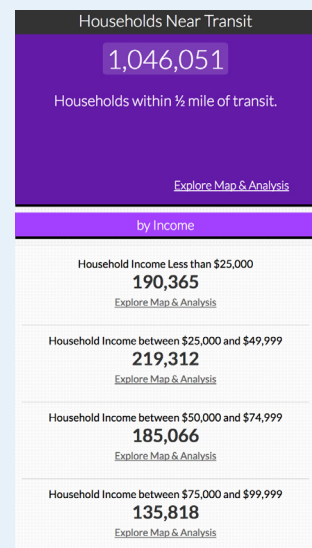 Households Near Transit
1,046,051
Households within ½ mile of transit.
Explore Map & Analysis
by Income
Household Income Less than $25,000
190,365
Explore Map & Analysis
Household Income between $25,000 and $49,999
219,312
Explore Map & Analysis
Household Income between $50,000 and $74,999
185,066
Explore Map & Analysis
Household Income between $75,000 and $99,999
135,818
Explore Map & Analysis